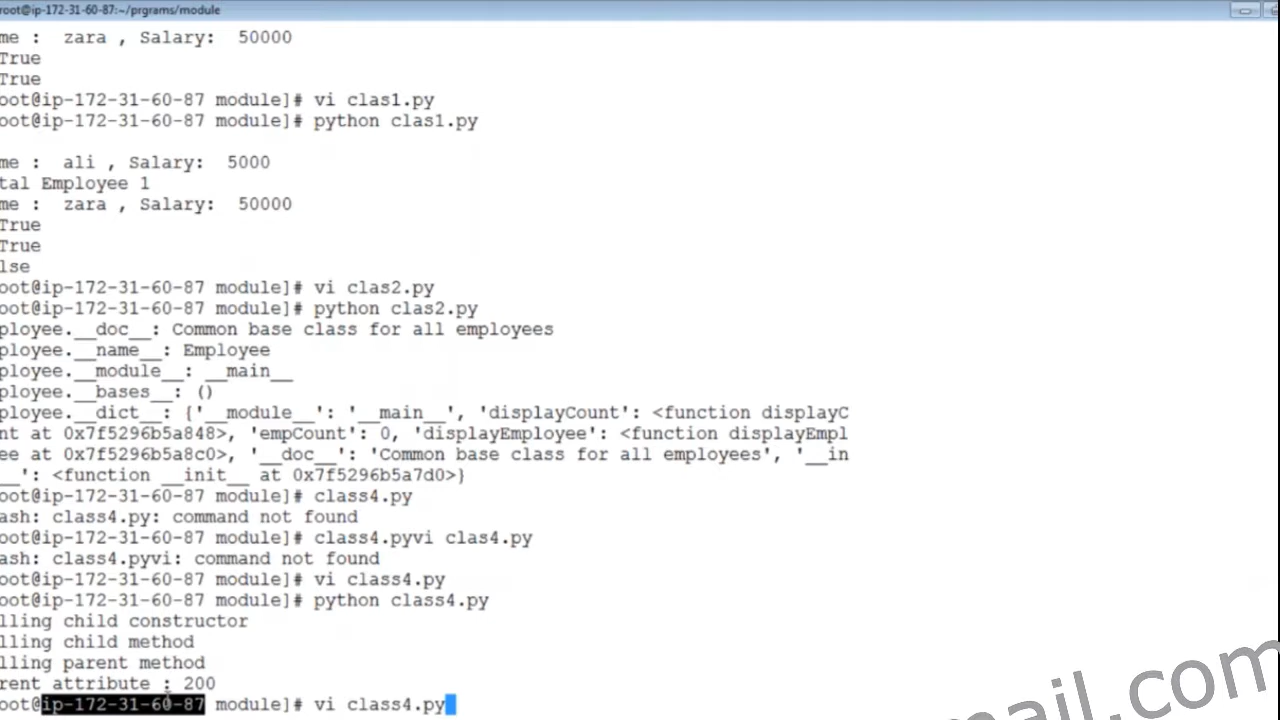 root@ip-172-31-60-87:~/prgrams/module
me :  zara , Salary:  50000
True
True
oot@ip-172-31-60-87 module]# vi clas1.py
oot@ip-172-31-60-87 module]# python clas1.py
me :  ali , Salary:  5000
tal Employee 1
me :  zara , Salary:  50000
True
True
lse
oot@ip-172-31-60-87 module]# vi clas2.py
oot@ip-172-31-60-87 module]# python clas2.py
ployee.__doc__: Common base class for all employees
ployee.__name__: Employee
ployee.__module__: __main__
ployee.__bases__: ()
ployee.__dict__: {'__module__': '__main__', 'displayCount': <function displayC
nt at 0x7f5296b5a848>, 'empCount': 0, 'displayEmployee': <function displayEmpl
ee at 0x7f5296b5a8c0>, '__doc__': 'Common base class for all employees', '__in
__': <function __init__ at 0x7f5296b5a7d0>}
oot@ip-172-31-60-87 module]# class4.py
ash: class4.py: command not found
oot@ip-172-31-60-87 module]# class4.pyvi clas4.py
ash: class4.pyvi: command not found
oot@ip-172-31-60-87 module]# vi class4.py
oot@ip-172-31-60-87 module]# python class4.py
lling child constructor
lling child method
lling parent method
rent attribute : 200
oot@ip-172-31-60-87 module]# vi class4.py
mail.com